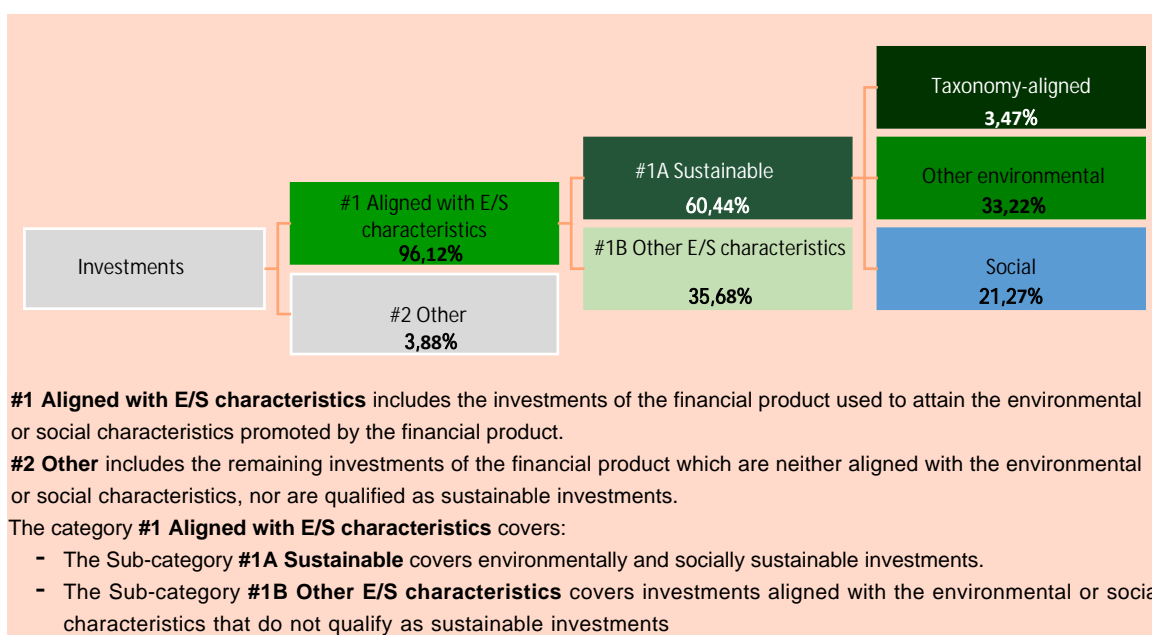 Taxonomy-aligned
3,47%
#1A Sustainable
60,44%
Other environmental
33,22%
#1 Aligned with E/S
characteristics
96,12%
#1B Other E/S characteristics
35,68%
Investments
Social
21,27%
#2 Other
3,88%
#1 Aligned with E/S characteristics includes the investments of the financial product used to attain the environmental
or social characteristics promoted by the financial product.
#2 Other includes the remaining investments of the financial product which are neither aligned with the environmental
or social characteristics, nor are qualified as sustainable investments.
The category #1 Aligned with E/S characteristics covers:
- The Sub-category #1A Sustainable covers environmentally and socially sustainable investments.
- The Sub-category #1B Other E/S characteristics covers investments aligned with the environmental or socia
characteristics that do not qualify as sustainable investments